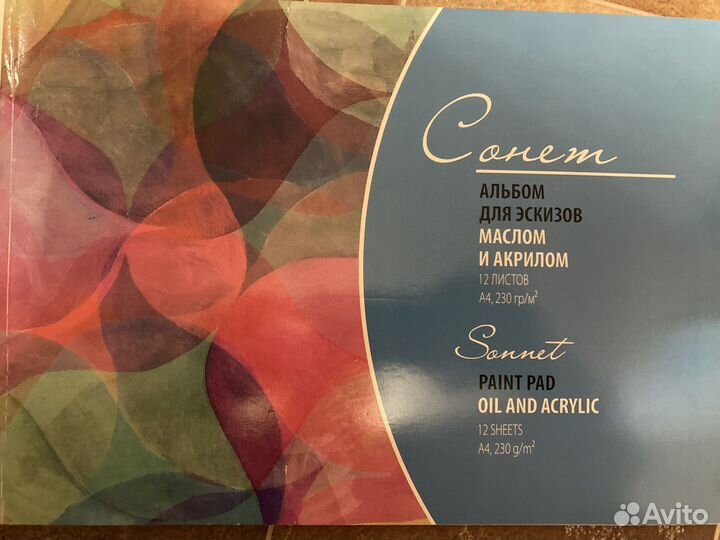 Сонет
АЛЬБОМ
ДЛЯ ЭСКИЗОВ
МАСЛОМ
И АКРИЛОМ
12 ЛИСТОВ
А4, 230 гр/м²
Sonnet
PAINT PAD
OIL AND ACRYLIC
12 SHEETS
A4, 230 g/m²
Avito